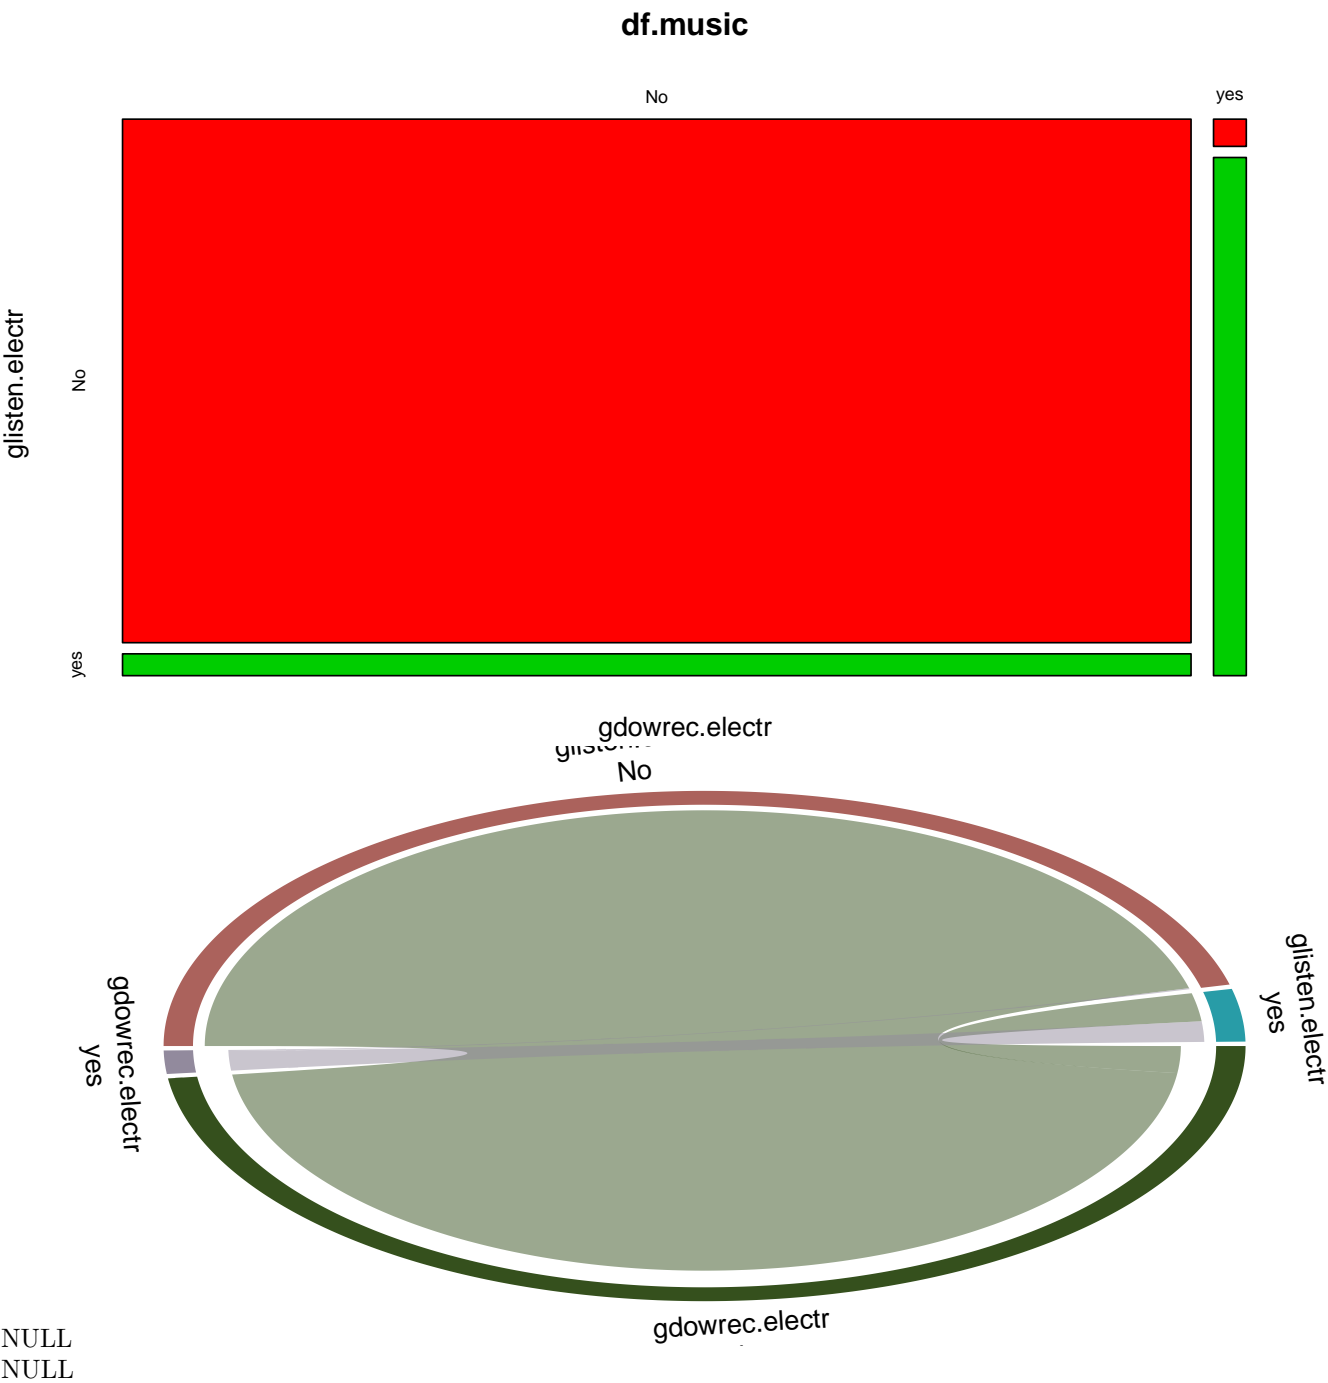 df.music
No
yes
glisten.electr
No
yes
gdowrec.electr
No
glisten.electr
yes
gdowrec.electr
yes
gdowrec.electr
NULL
NULL